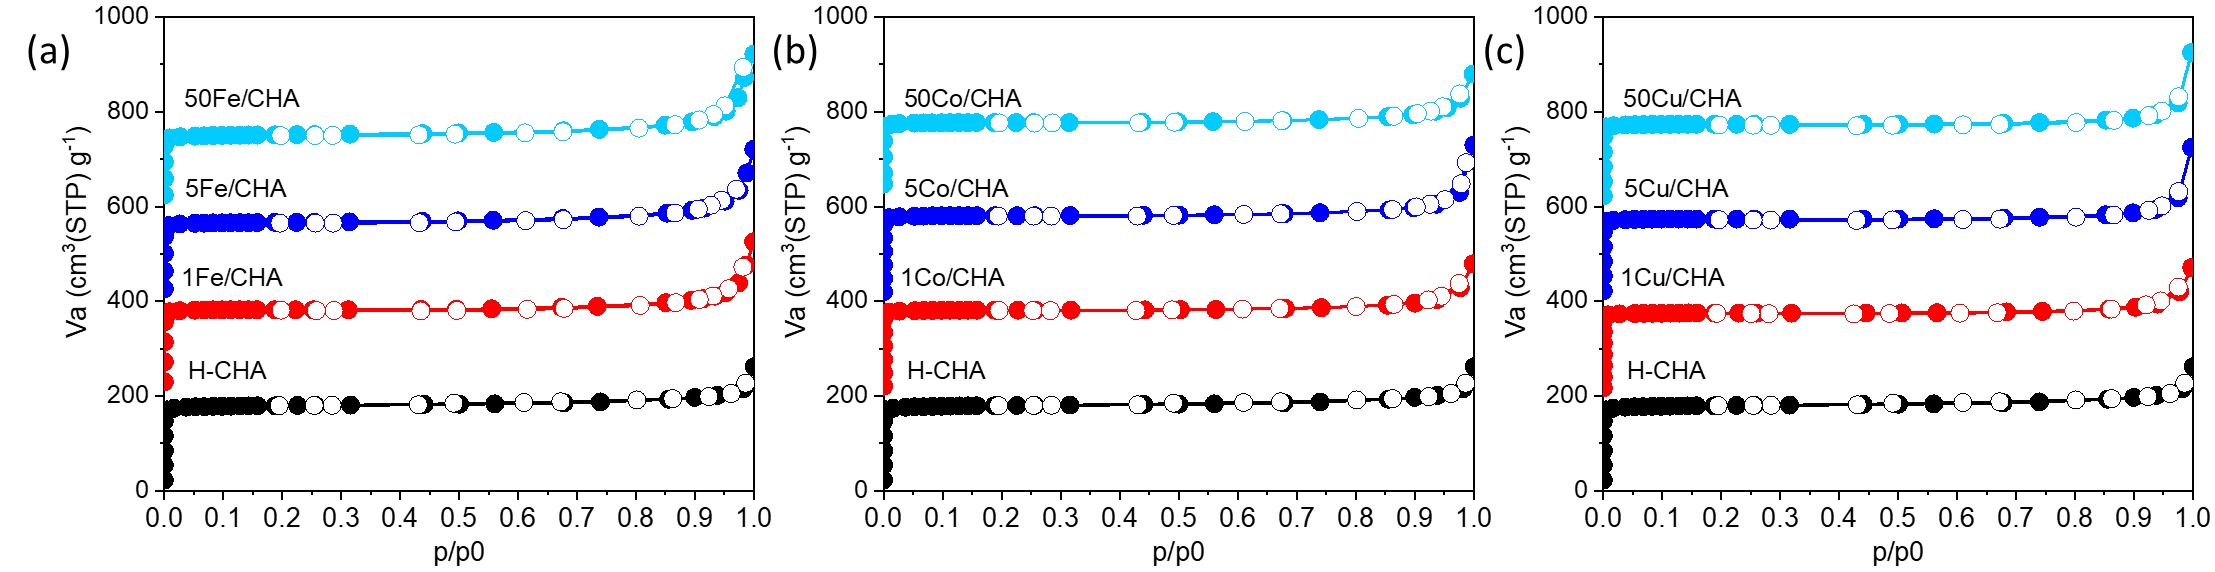 (a)
1000
800
600
400
200
0
Va (cm³(STP) g⁻¹)
50Fe/CHA
5Fe/CHA
1Fe/CHA
H-CHA
0.0 0.1 0.2 0.3 0.4 0.5 0.6 0.7 0.8 0.9 1.0
p/p0
(b)
1000
800
600
400
200
0
Va (cm³(STP) g⁻¹)
50Co/CHA
5Co/CHA
1Co/CHA
H-CHA
0.0 0.1 0.2 0.3 0.4 0.5 0.6 0.7 0.8 0.9 1.0
p/p0
(c)
1000
800
600
400
200
0
Va (cm³(STP) g⁻¹)
50Cu/CHA
5Cu/CHA
1Cu/CHA
H-CHA
0.0 0.1 0.2 0.3 0.4 0.5 0.6 0.7 0.8 0.9 1.0
p/p0